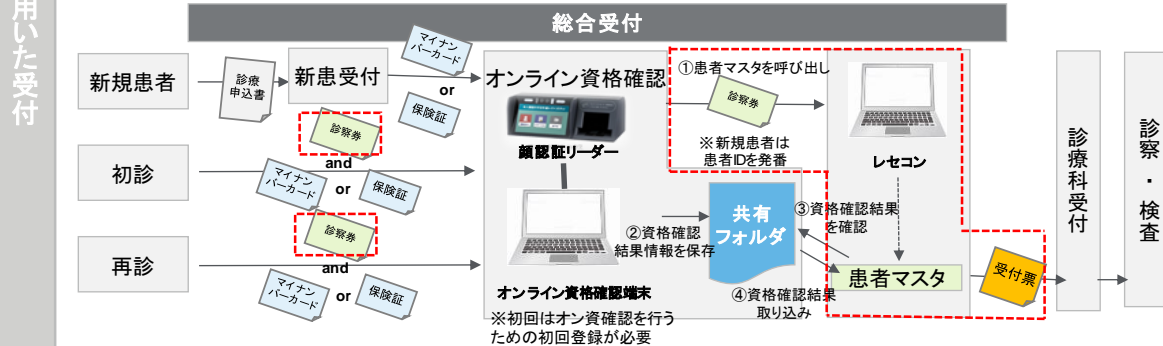 用いた受付
総合受付
新規患者
診療
申込書
新患受付
マイナン
バーカード
or
保険証
診察券
and
初診
マイナン
バーカード
or
保険証
診察券
and
再診
マイナン
バーカード
or
保険証
オンライン資格確認
顔認証リーダー
オンライン資格確認端末
※初回はオン資確認を行う
ための初回登録が必要
①患者マスタを呼び出し
診察券
※新規患者は
患者IDを発番
レセコン
②資格確認
結果情報を保存
共有
フォルダ
③資格確認結果
を確認
④資格確認結果
取り込み
患者マスタ
受付票
診療科受付
診察・検査